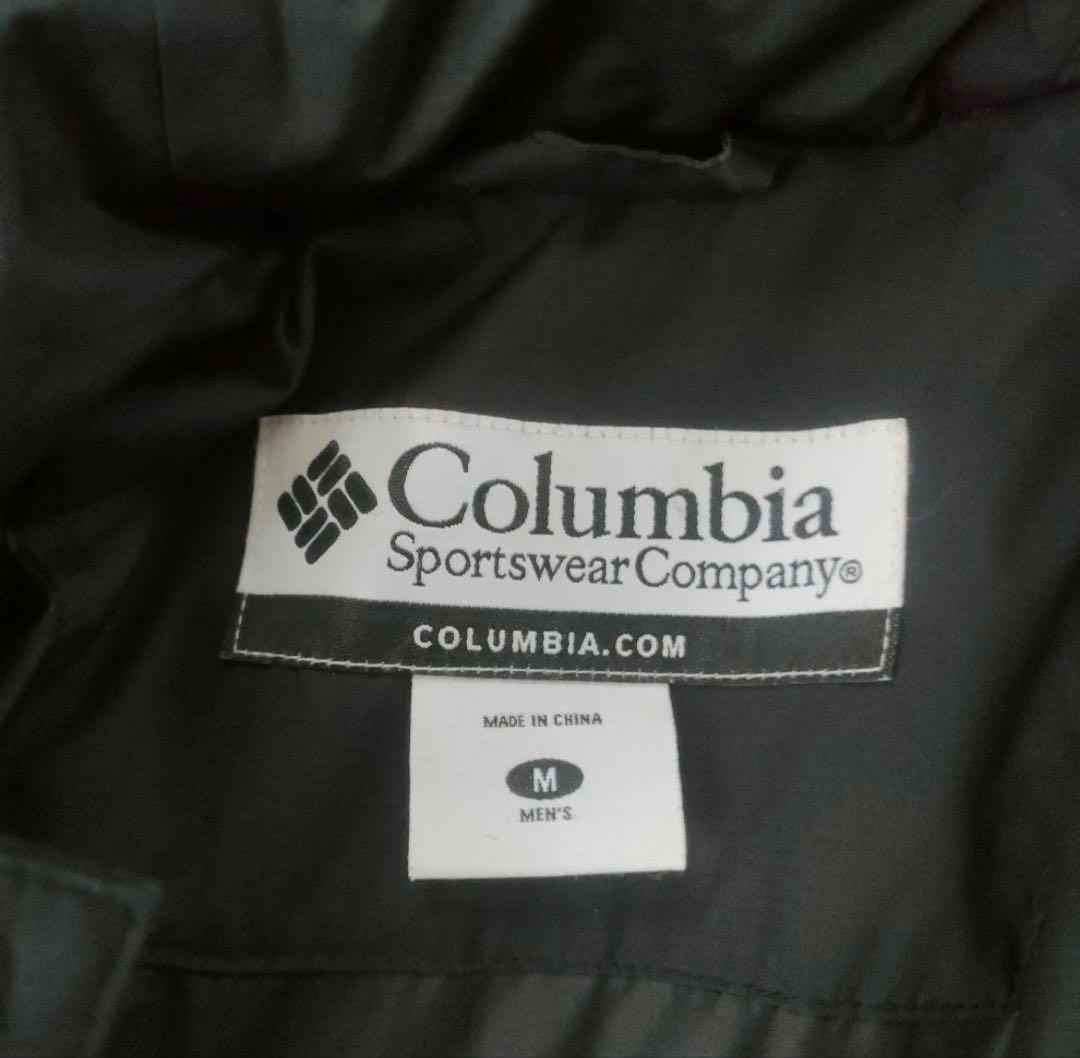 Columbia
Sportswear Company®
COLUMBIA.COM
MADE IN CHINA
M
MEN'S